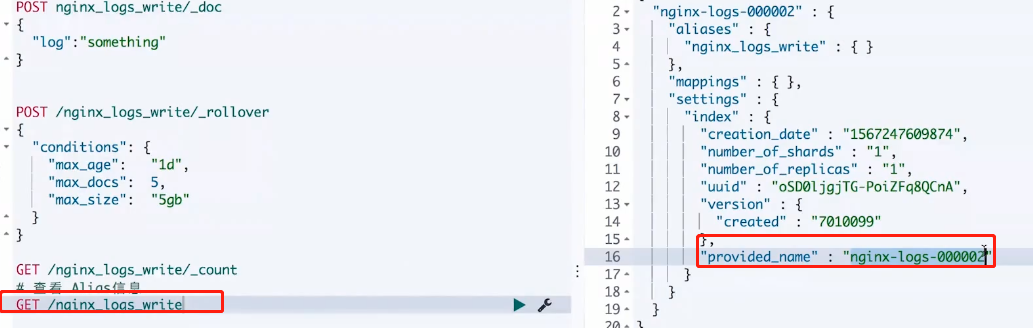 POST nginx_logs_write/_doc
{
"log":"something"
}
POST /nginx_logs_write/_rollover
{
"conditions": {
"max_age": "1d",
"max_docs": 5,
"max_size": "5gb"
}
}
GET /nginx_logs_write/_count
# 查看 Alias信息
GET /nginx_logs_write
2 "nginx-logs-000002" : {
3 "aliases" : {
4 "nginx_logs_write" : { }
5 },
6 "mappings" : { },
7 "settings" : {
8 "index" : {
9 "creation_date" : "1567247609874",
10 "number_of_shards" : "1",
11 "number_of_replicas" : "1",
12 "uuid" : "oSD0ljgjTG-PoiZFq8QCnA",
13 "version" : {
14 "created" : "7010099"
15 },
16 "provided_name" : "nginx-logs-000002"
17 }
18 }
19 }
20 }